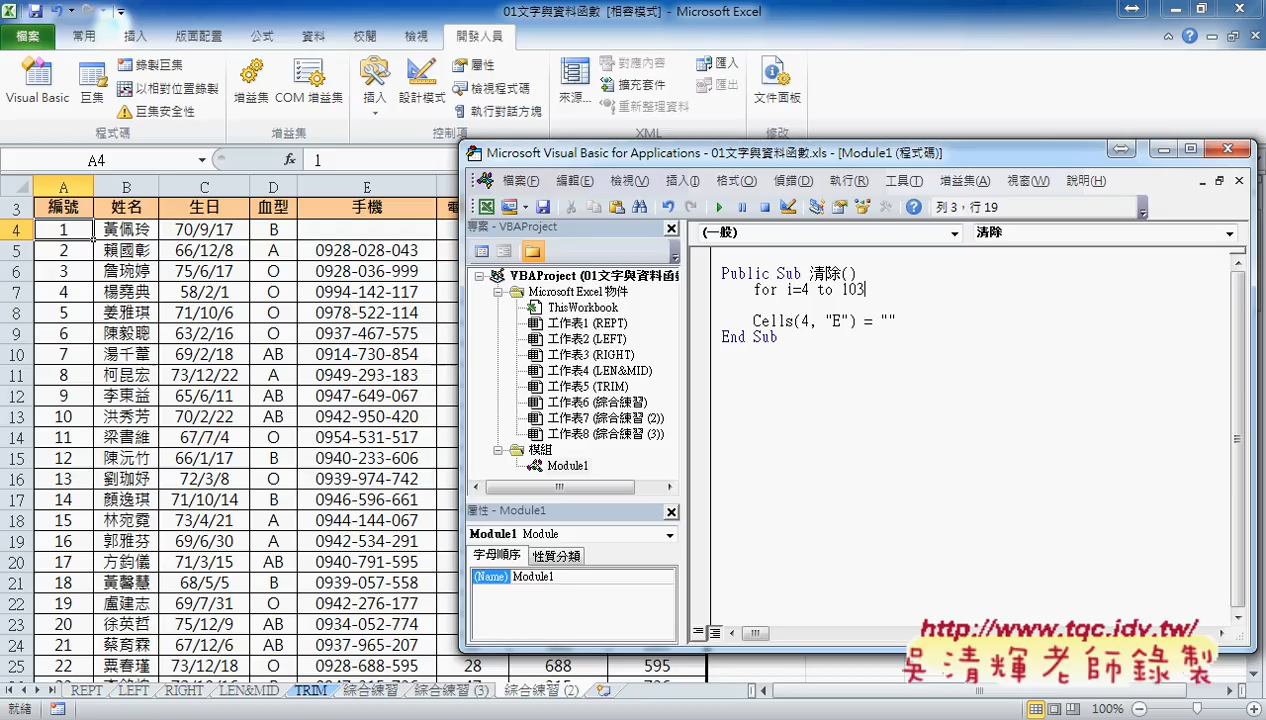 01文字與資料函數 [相容模式] - Microsoft Excel
檔案 常用 插入 版面配置 公式 資料 校閱 檢視 開發人員
Visual Basic 巨集 錄製巨集 以相對位置錄製 巨集安全性 增益集 COM 增益集 插入 設計模式 屬性 檢視程式碼 執行對話方塊 來源... 對應內容 擴充套件 重新整理資料 匯入 匯出 文件面板
程式碼 增益集 控制項 XML 修改
A4 fx 1
A B C D E
3 編號 姓名 生日 血型 手機
4 1 黃佩玲 70/9/17 B
5 2 賴國彰 66/12/8 A 0928-028-043
6 3 詹琬婷 75/6/17 O 0928-036-999
7 4 楊堯典 58/2/1 O 0994-142-117
8 5 姜雅琪 71/10/6 O 0978-522-114
9 6 陳毅聰 63/2/16 O 0937-467-575
10 7 湯千葦 69/2/18 AB 0914-730-854
11 8 柯昆宏 73/12/22 A 0949-293-183
12 9 李東益 65/6/11 AB 0947-649-067
13 10 洪秀芳 70/2/22 AB 0942-950-420
14 11 梁書維 67/7/4 O 0954-531-517
15 12 陳沅竹 66/1/17 B 0940-233-606
16 13 劉珈妤 72/3/8 O 0939-974-742
17 14 顏逸琪 71/10/14 B 0946-596-661
18 15 林宛霓 73/4/21 A 0944-144-067
19 16 郭雅芬 69/6/30 A 0942-534-291
20 17 方鈞儀 71/3/15 AB 0940-791-595
21 18 黃馨慧 68/5/5 B 0939-057-558
22 19 盧建志 69/7/31 O 0942-276-177
23 20 徐英哲 75/12/9 AB 0934-052-774
24 21 蔡育霖 67/12/6 AB 0937-965-207
25 22 粟春瑾 73/12/18 O 0928-688-595 28 688 595
REPT LEFT RIGHT LEN&MID TRIM 綜合練習 綜合練習 (3) 綜合練習 (2)
就緒 100%
Microsoft Visual Basic for Applications - 01文字與資料函數.xls - [Module1 (程式碼)]
檔案(F) 編輯(E) 檢視(V) 插入(I) 格式(O) 偵錯(D) 執行(R) 工具(T) 增益集(A) 視窗(W) 說明(H)
列 3，行 19
專案 - VBAProject
VBAProject (01文字與資料函
Microsoft Excel 物件
ThisWorkbook
工作表1 (REPT)
工作表2 (LEFT)
工作表3 (RIGHT)
工作表4 (LEN&MID)
工作表5 (TRIM)
工作表6 (綜合練習)
工作表7 (綜合練習 (2))
工作表8 (綜合練習 (3))
模組
Module1
屬性 - Module1
Module1 Module
字母順序 性質分類
(Name) Module1
(一般) 清除
Public Sub 清除()
for i=4 to 103
Cells(4, "E") = ""
End Sub
http://www.tqc.idv.tw/
吳清輝老師錄製